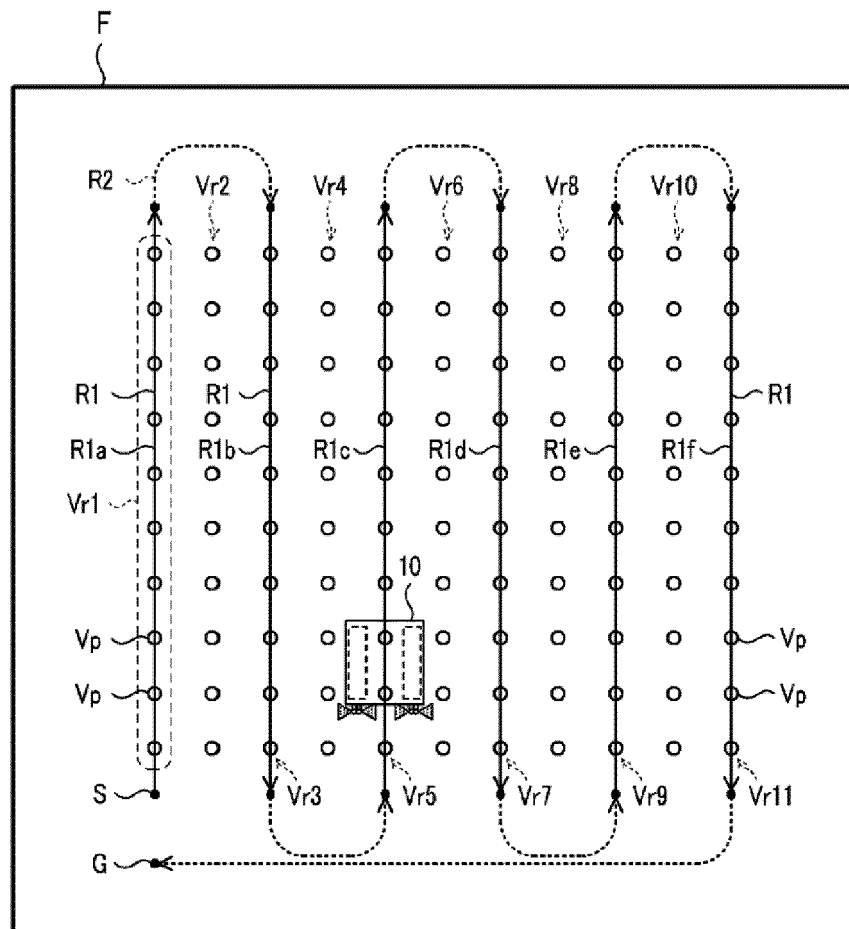 F
R2 Vr2 Vr4 Vr6 Vr8 Vr10
R1 R1 R1
R1a R1b R1c R1d R1e R1f
Vr1
10
Vp Vp
Vp Vp
S Vr3 Vr5 Vr7 Vr9 Vr11
G